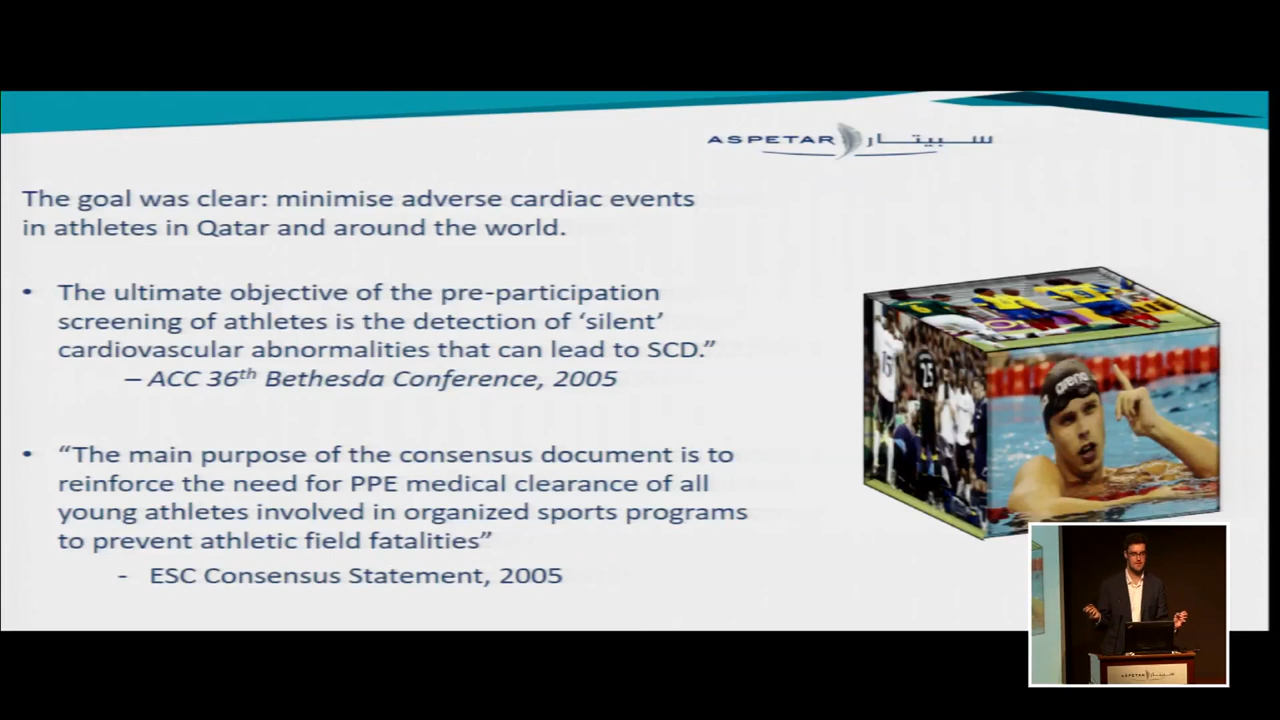 ASPETAR سبيتار
The goal was clear: minimise adverse cardiac events
in athletes in Qatar and around the world.
• The ultimate objective of the pre-participation
screening of athletes is the detection of ‘silent’
cardiovascular abnormalities that can lead to SCD.”
– ACC 36th Bethesda Conference, 2005
• “The main purpose of the consensus document is to
reinforce the need for PPE medical clearance of all
young athletes involved in organized sports programs
to prevent athletic field fatalities”
- ESC Consensus Statement, 2005
25
arena
ASPETAR سبيتار